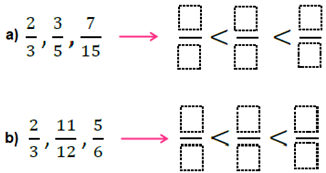 a) 2/3 , 3/5 , 7/15 → □/□ < □/□ < □/□
b) 2/3 , 11/12 , 5/6 → □/□ < □/□ < □/□